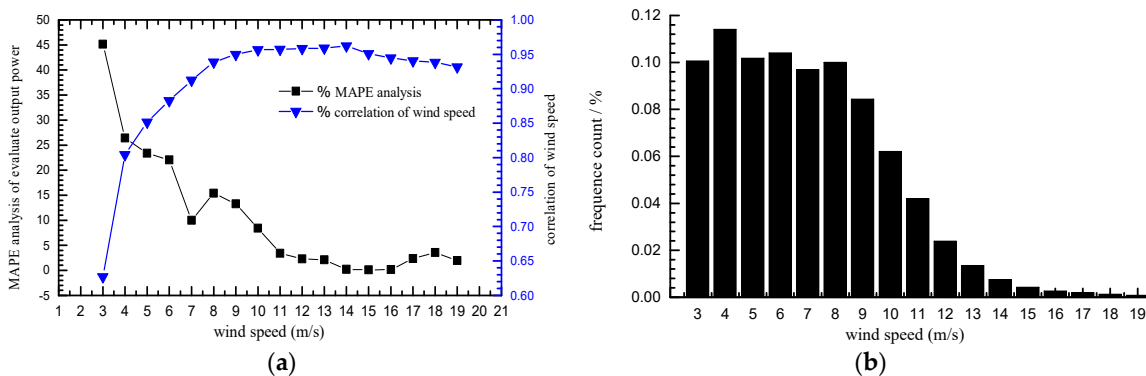 MAPE analysis of evaluate output power
50
45
40
35
30
25
20
15
10
5
0
-5
% MAPE analysis
% correlation of wind speed
1.00
0.95
0.90
0.85
0.80
0.75
0.70
0.65
0.60
correlation of wind speed
1 2 3 4 5 6 7 8 9 10 11 12 13 14 15 16 17 18 19 20 21
wind speed (m/s)
(a)
frequence count / %
0.12
0.10
0.08
0.06
0.04
0.02
0.00
3 4 5 6 7 8 9 10 11 12 13 14 15 16 17 18 19
wind speed (m/s)
(b)